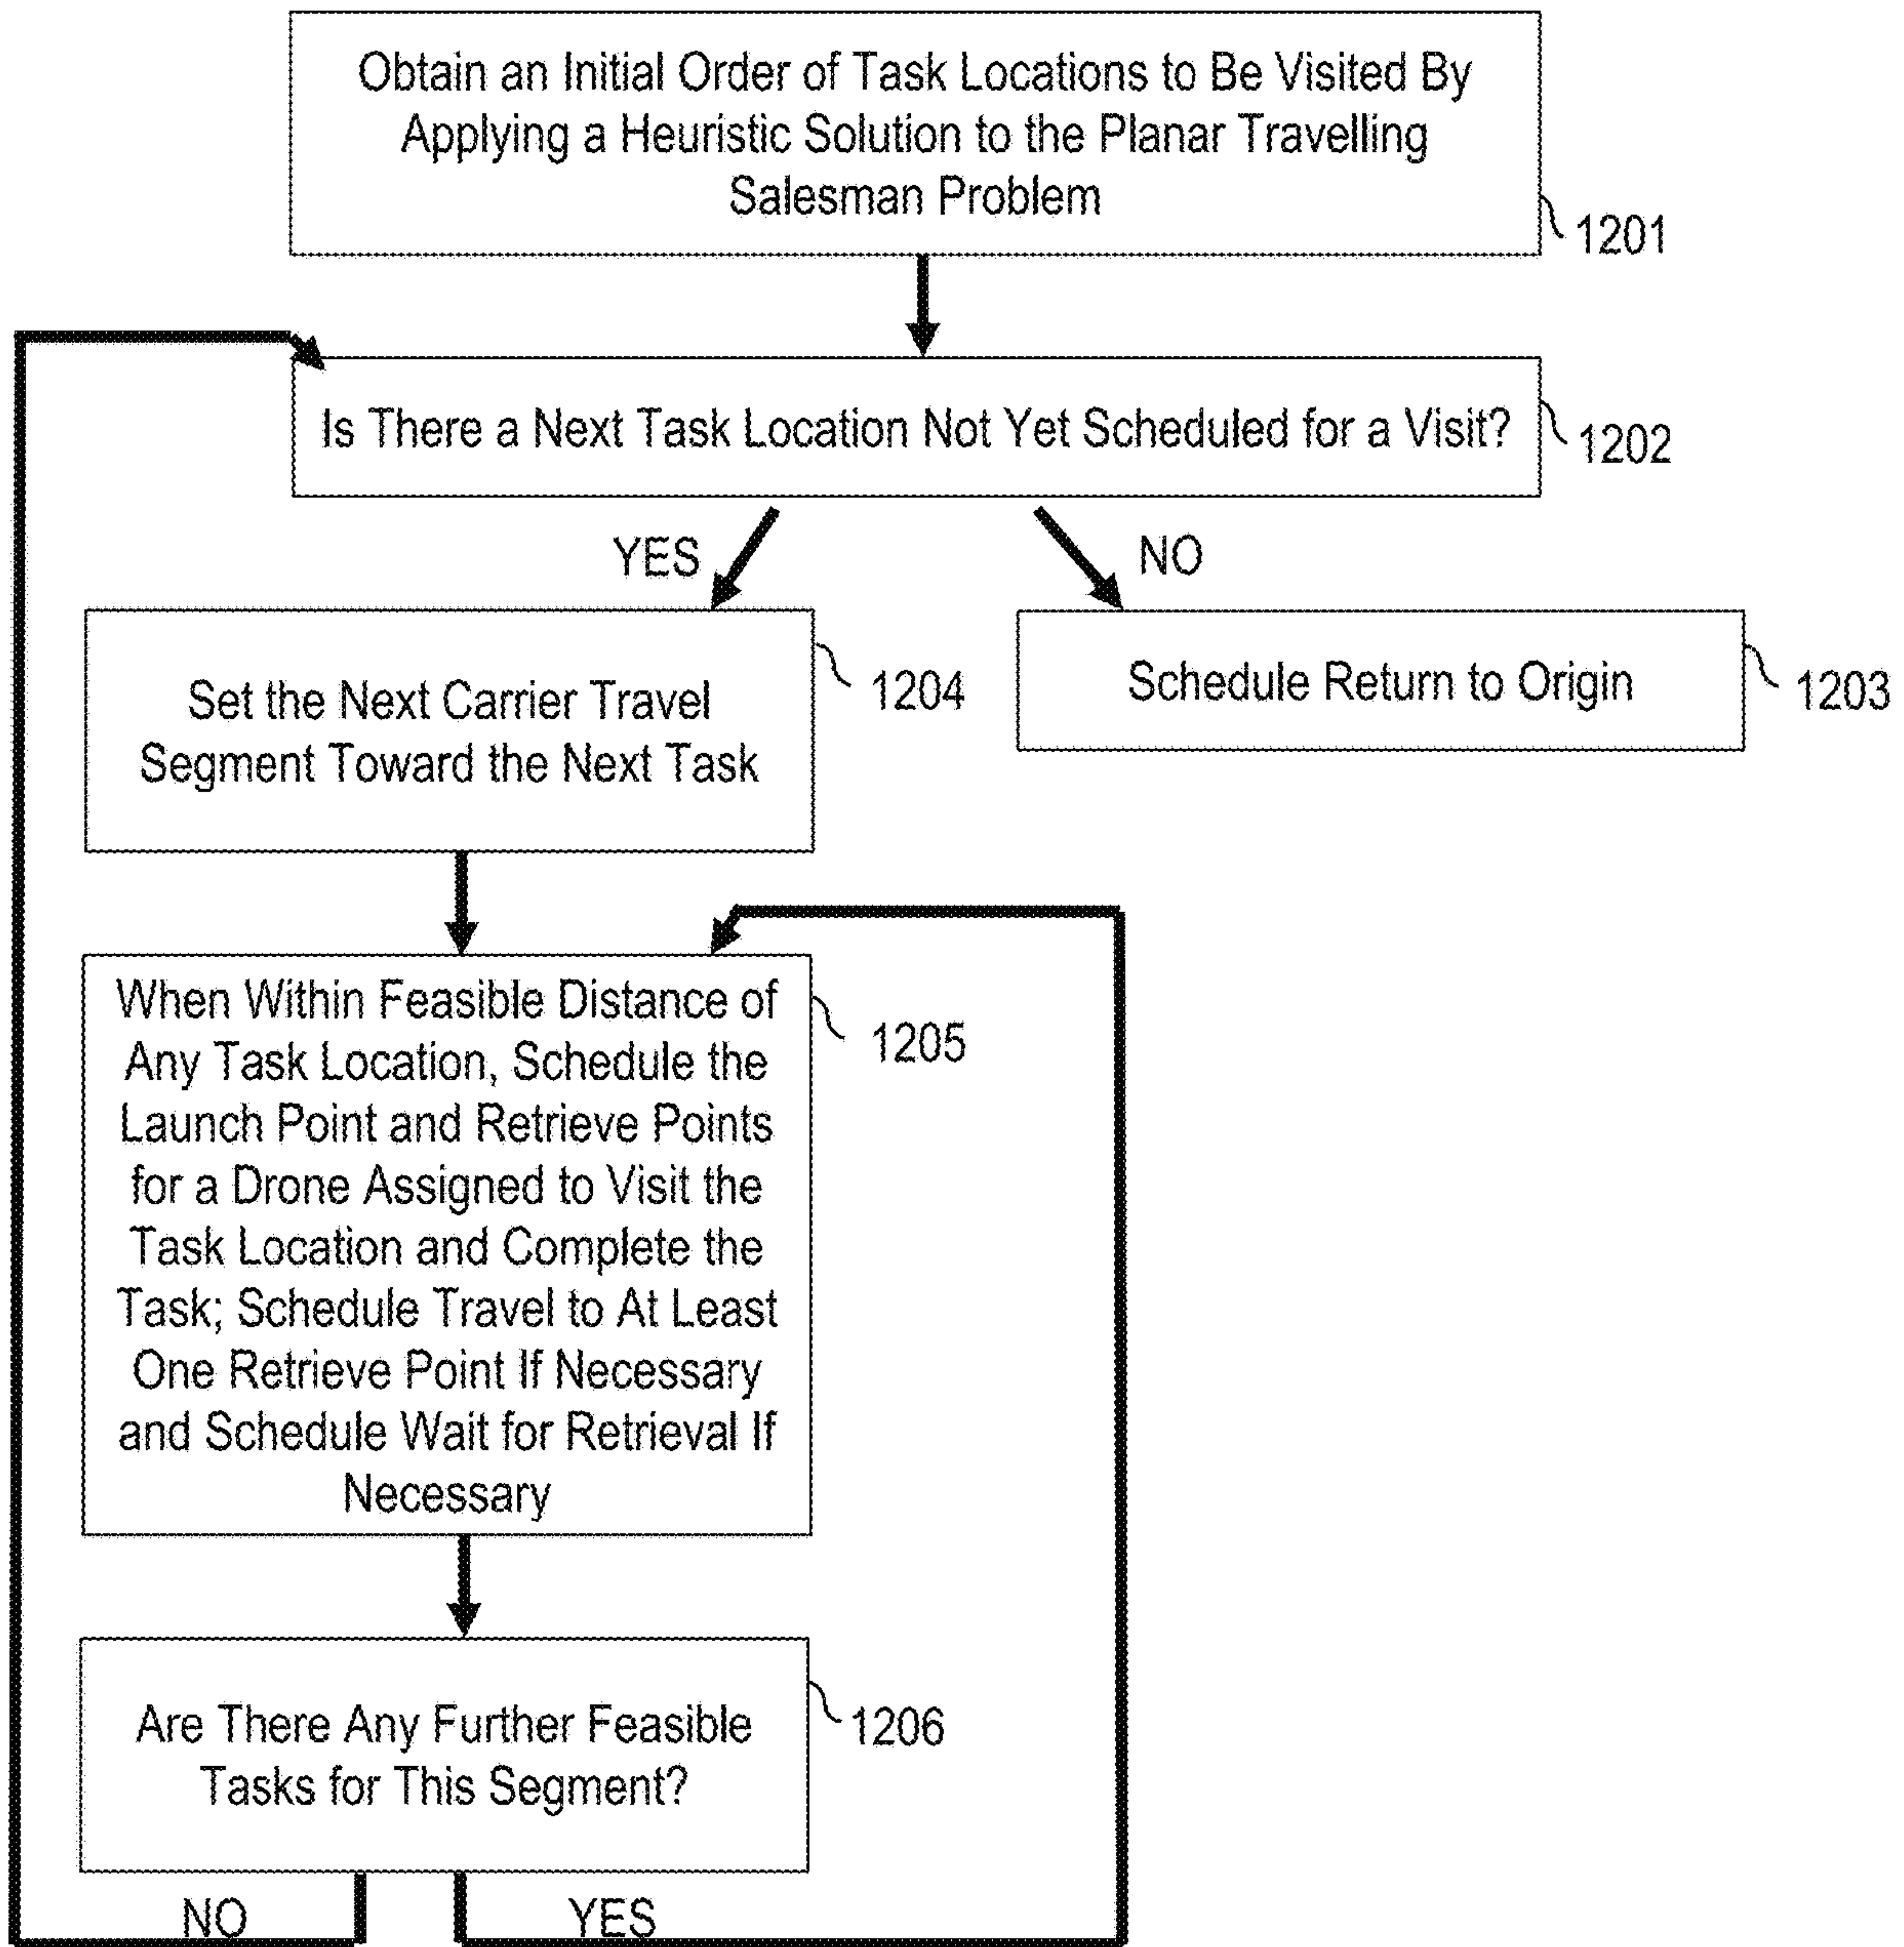 Obtain an Initial Order of Task Locations to Be Visited By
Applying a Heuristic Solution to the Planar Travelling
Salesman Problem
1201
Is There a Next Task Location Not Yet Scheduled for a Visit?
1202
YES
NO
Set the Next Carrier Travel
Segment Toward the Next Task
1204
Schedule Return to Origin
1203
When Within Feasible Distance of
Any Task Location, Schedule the
Launch Point and Retrieve Points
for a Drone Assigned to Visit the
Task Location and Complete the
Task; Schedule Travel to At Least
One Retrieve Point If Necessary
and Schedule Wait for Retrieval If
Necessary
1205
Are There Any Further Feasible
Tasks for This Segment?
1206
NO
YES